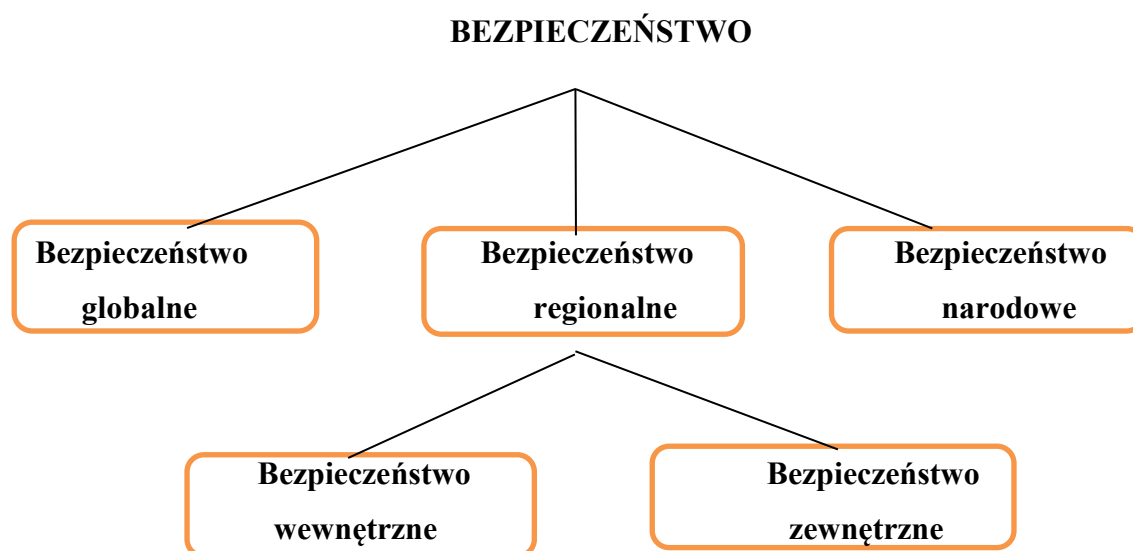 BEZPIECZEŃSTWO
Bezpieczeństwo
globalne
Bezpieczeństwo
regionalne
Bezpieczeństwo
narodowe
Bezpieczeństwo
wewnętrzne
Bezpieczeństwo
zewnętrzne